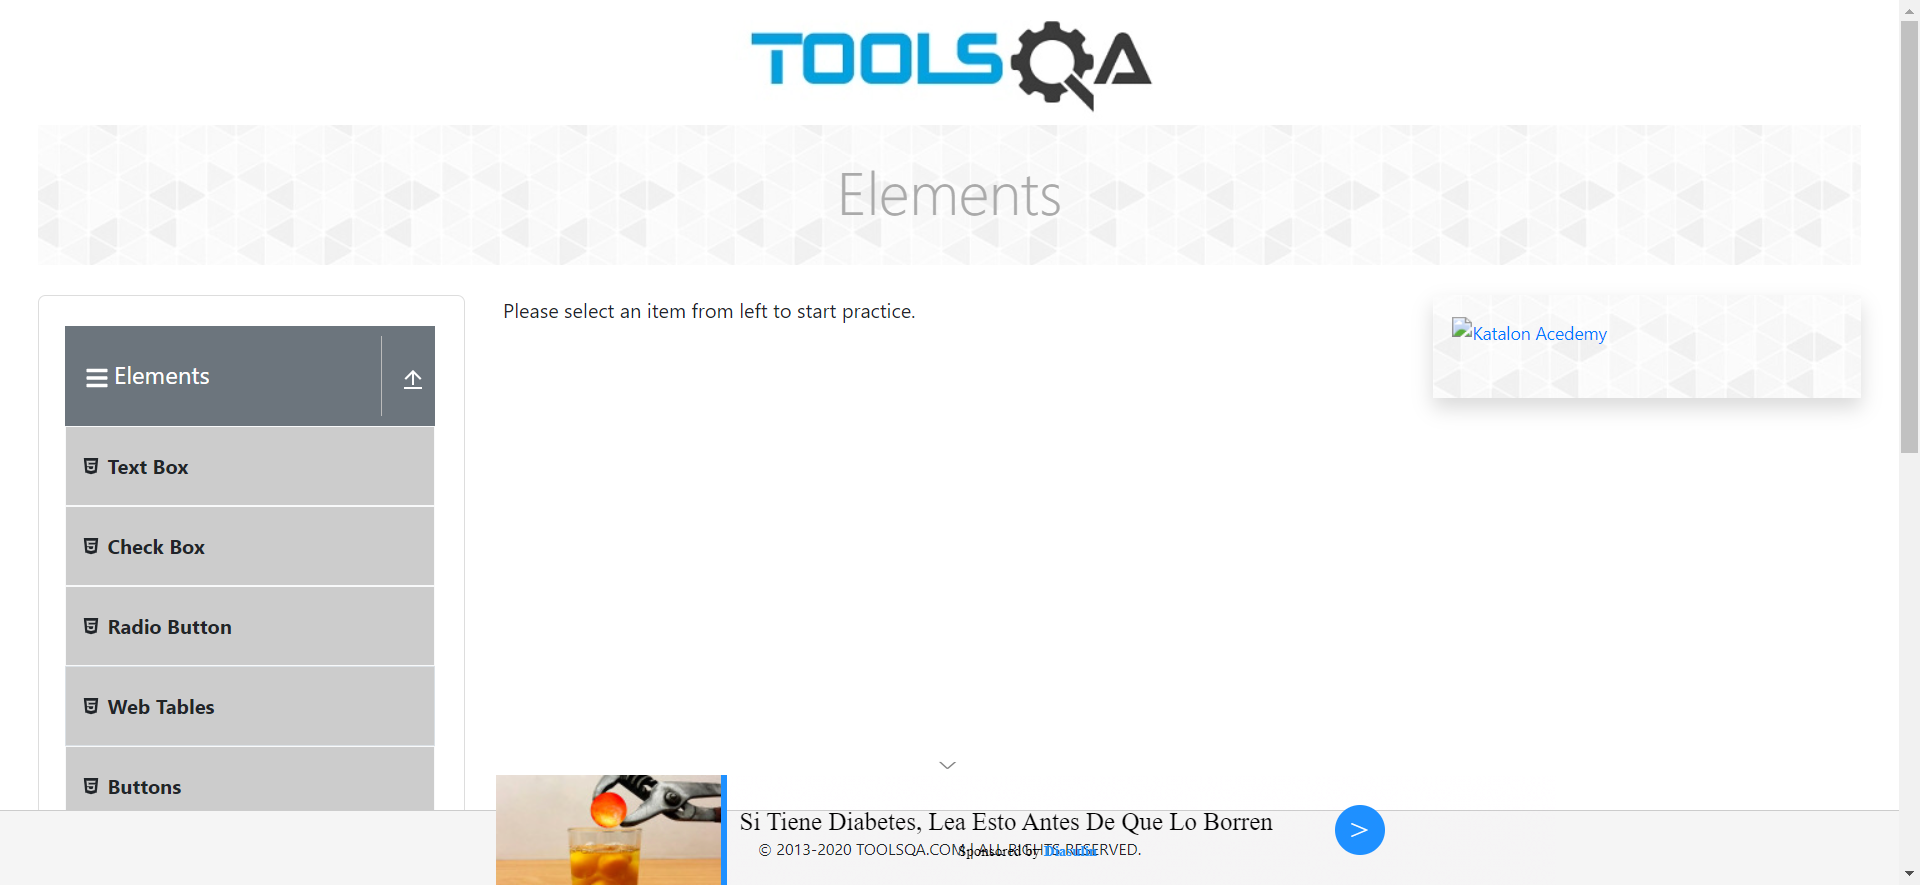 TOOLSQA
Elements
Elements
Text Box
Check Box
Radio Button
Web Tables
Buttons
Please select an item from left to start practice.
Katalon Acedemy
Si Tiene Diabetes, Lea Esto Antes De Que Lo Borren
© 2013-2020 TOOLSQA.COM | ALL RIGHTS RESERVED.
Sponsored by
>